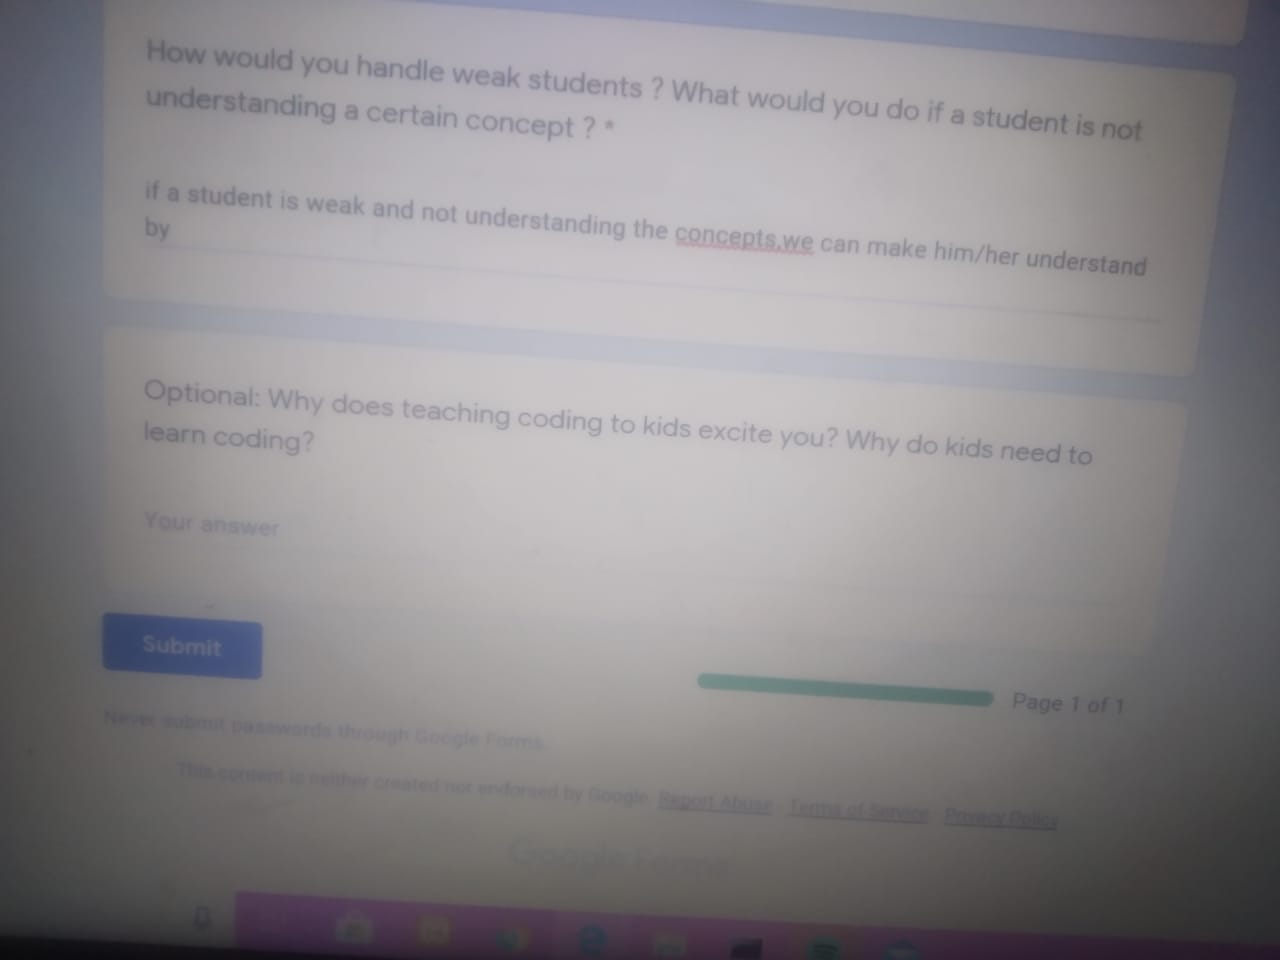 How would you handle weak students ? What would you do if a student is not
understanding a certain concept ? *
if a student is weak and not understanding the concepts,we can make him/her understand
by
Optional: Why does teaching coding to kids excite you? Why do kids need to
learn coding?
Your answer
Submit
Page 1 of 1
Never submit passwords through Google Forms.
This content is neither created nor endorsed by Google. Report Abuse - Terms of Service - Privacy Policy
Google Forms